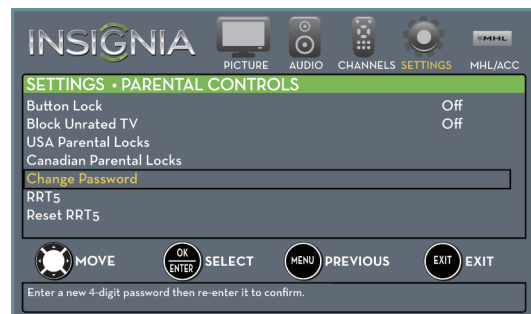 INSIGNIA
PICTURE AUDIO CHANNELS SETTINGS MHL/ACC
MHL
SETTINGS • PARENTAL CONTROLS
Button Lock Off
Block Unrated TV Off
USA Parental Locks
Canadian Parental Locks
Change Password
RRT5
Reset RRT5
MOVE OK ENTER SELECT MENU PREVIOUS EXIT EXIT
Enter a new 4-digit password then re-enter it to confirm.